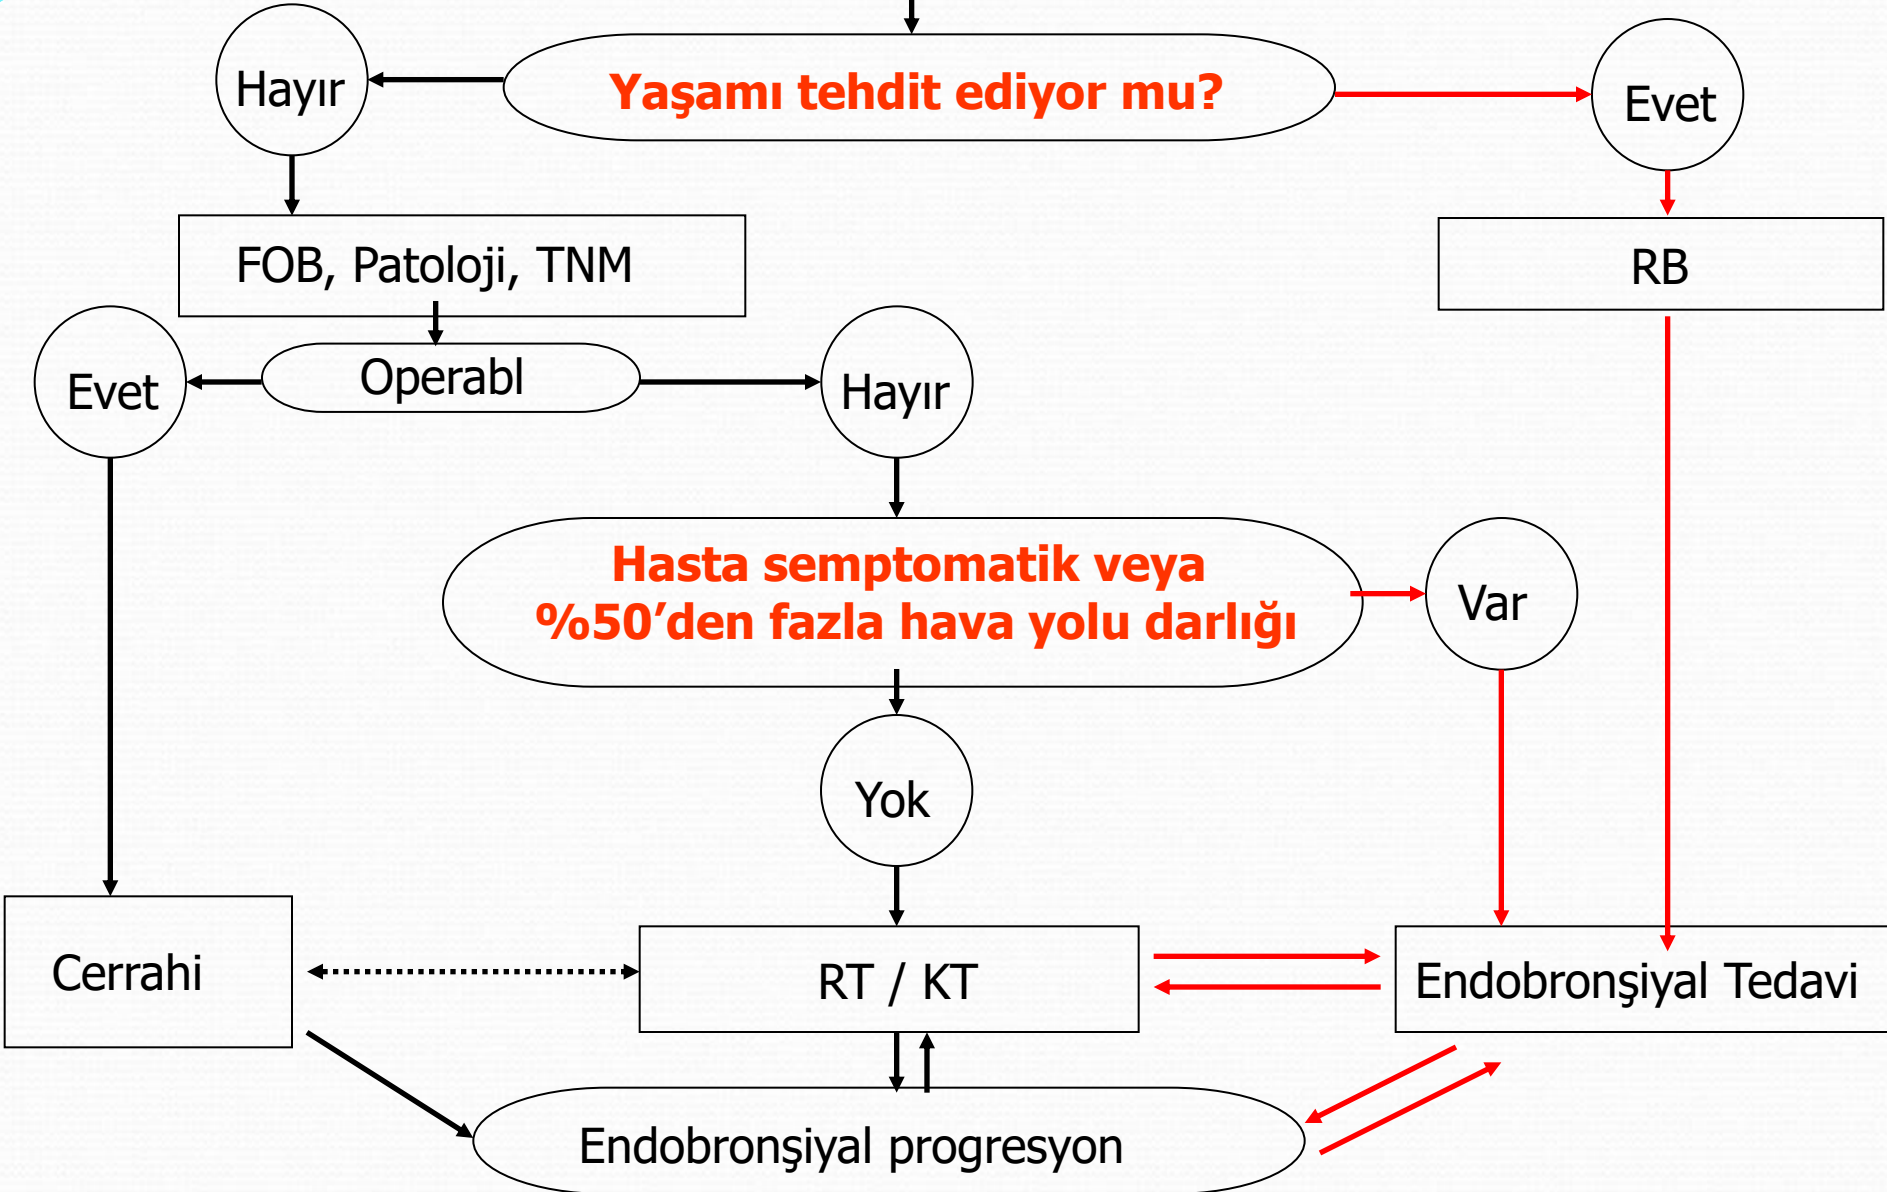 Hayır
Yaşamı tehdit ediyor mu?
Evet
FOB, Patoloji, TNM
RB
Evet
Operabl
Hayır
Hasta semptomatik veya
%50’den fazla hava yolu darlığı
Var
Yok
Cerrahi
RT / KT
Endobronşiyal Tedavi
Endobronşiyal progresyon